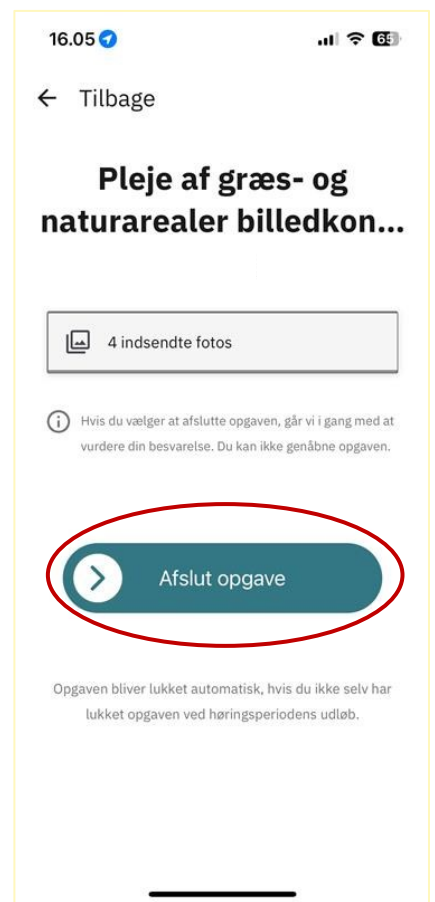 16.05
65
← Tilbage
Pleje af græs- og
naturarealer billedkon...
4 indsendte fotos
Hvis du vælger at afslutte opgaven, går vi i gang med at
vurdere din besvarelse. Du kan ikke genåbne opgaven.
Afslut opgave
Opgaven bliver lukket automatisk, hvis du ikke selv har
lukket opgaven ved høringsperiodens udløb.